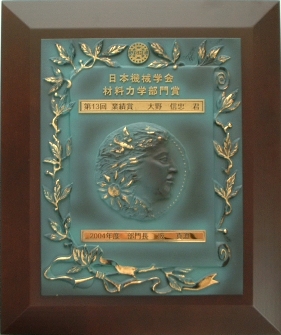 日本機械学会
材料力学部門賞
第13回 業績賞 大野 信忠 君
2004年度 部門長